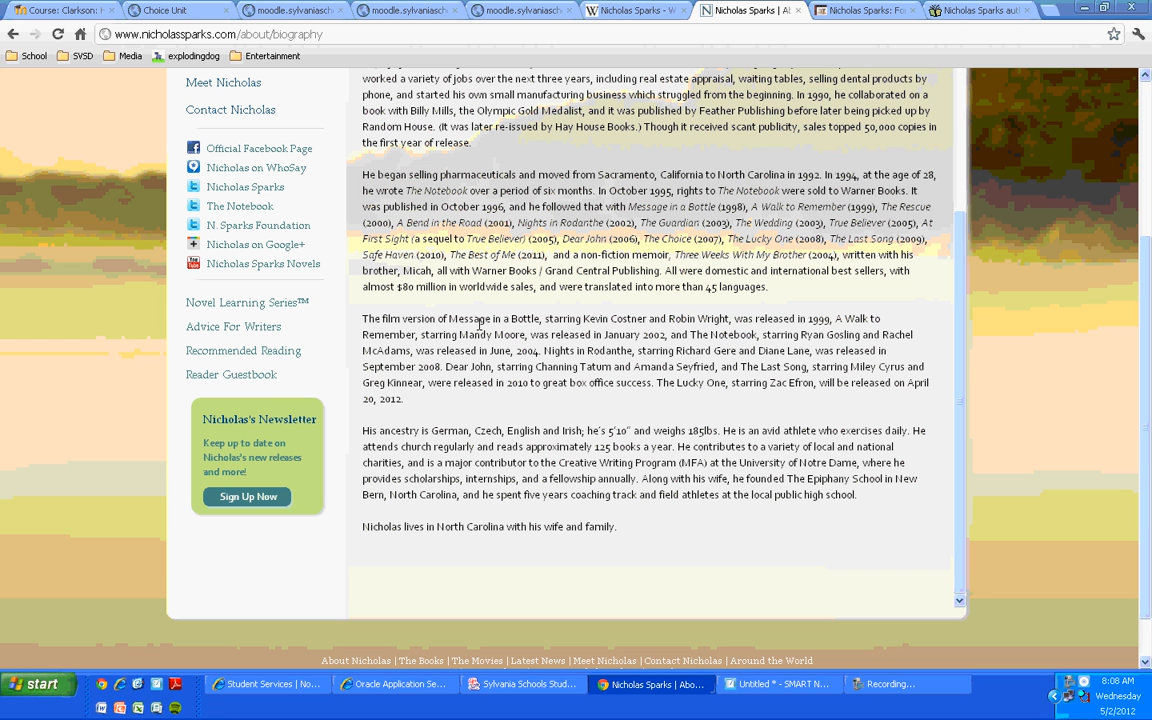 Course: Clarkson: H
Choice Unit
moodle.sylvaniasch
moodle.sylvaniasch
moodle.sylvaniasch
Nicholas Sparks - W
Nicholas Sparks | Al
Nicholas Sparks: Fo
Nicholas Sparks aut
www.nicholassparks.com/about/biography
School
SVSD
Media
explodingdog
Entertainment
Meet Nicholas
Contact Nicholas
Official Facebook Page
Nicholas on WhoSay
Nicholas Sparks
The Notebook
N. Sparks Foundation
Nicholas on Google+
Nicholas Sparks Novels
Novel Learning Series™
Advice For Writers
Recommended Reading
Reader Guestbook
Nicholas's Newsletter
Keep up to date on
Nicholas's new releases
and more!
Sign Up Now
worked a variety of jobs over the next three years, including real estate appraisal, waiting tables, selling dental products by
phone, and started his own small manufacturing business which struggled from the beginning. In 1990, he collaborated on a
book with Billy Mills, the Olympic Gold Medalist, and it was published by Feather Publishing before later being picked up by
Random House. (It was later re-issued by Hay House Books.) Though it received scant publicity, sales topped 50,000 copies in
the first year of release.
He began selling pharmaceuticals and moved from Sacramento, California to North Carolina in 1992. In 1994, at the age of 28,
he wrote The Notebook over a period of six months. In October 1995, rights to The Notebook were sold to Warner Books. It
was published in October 1996, and he followed that with Message in a Bottle (1998), A Walk to Remember (1999), The Rescue
(2000), A Bend in the Road (2001), Nights in Rodanthe (2002), The Guardian (2003), The Wedding (2003), True Believer (2005), At
First Sight (a sequel to True Believer) (2005), Dear John (2006), The Choice (2007), The Lucky One (2008), The Last Song (2009),
Safe Haven (2010), The Best of Me (2011), and a non-fiction memoir, Three Weeks With My Brother (2004), written with his
brother, Micah, all with Warner Books / Grand Central Publishing. All were domestic and international best sellers, with
almost $80 million in worldwide sales, and were translated into more than 45 languages.
The film version of Message in a Bottle, starring Kevin Costner and Robin Wright, was released in 1999, A Walk to
Remember, starring Mandy Moore, was released in January 2002, and The Notebook, starring Ryan Gosling and Rachel
McAdams, was released in June, 2004. Nights in Rodanthe, starring Richard Gere and Diane Lane, was released in
September 2008. Dear John, starring Channing Tatum and Amanda Seyfried, and The Last Song, starring Miley Cyrus and
Greg Kinnear, were released in 2010 to great box office success. The Lucky One, starring Zac Efron, will be released on April
20, 2012.
His ancestry is German, Czech, English and Irish; he's 5'10" and weighs 185lbs. He is an avid athlete who exercises daily. He
attends church regularly and reads approximately 125 books a year. He contributes to a variety of local and national
charities, and is a major contributor to the Creative Writing Program (MFA) at the University of Notre Dame, where he
provides scholarships, internships, and a fellowship annually. Along with his wife, he founded The Epiphany School in New
Bern, North Carolina, and he spent five years coaching track and field athletes at the local public high school.
Nicholas lives in North Carolina with his wife and family.
About Nicholas | The Books | The Movies | Latest News | Meet Nicholas | Contact Nicholas | Around the World
start
Student Services | No...
Oracle Application Se...
Sylvania Schools Stud...
Nicholas Sparks | Abo...
Untitled * - SMART N...
Recording...
8:08 AM
Wednesday
5/2/2012